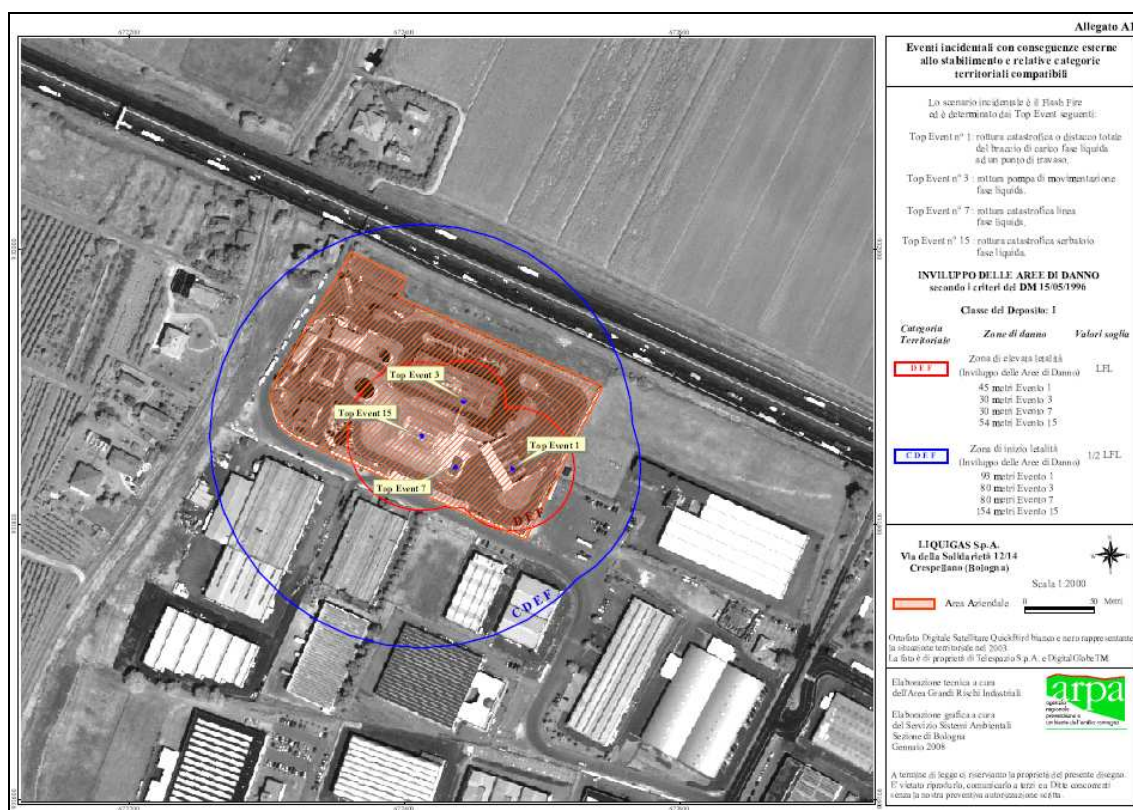 Allegato A1
Eventi incidentali con conseguenze esterne
allo stabilimento e relative categorie
territoriali compatibili
Lo scenario incidentale è il Flash Fire
ed è determinato dai Top Event seguenti:
Top Event n° 1: rottura catastrofica o distacco totale
del braccio di carico fase liquida
ad un punto di travaso.
Top Event n° 3 : rottura pompa di movimentazione
fase liquida.
Top Event n° 7 : rottura catastrofica linea
fase liquida.
Top Event n° 15 : rottura catastrofica serbatoio
fase liquida.
INVILUPPO DELLE AREE DI DANNO
secondo i criteri del DM 15/05/1996
Classe del Deposito: I
Categoria Territoriale
Zone di danno
Valori soglia
D E F
Zona di elevata letalità
(Inviluppo delle Aree di Danno)
LFL
45 metri Evento 1
30 metri Evento 3
30 metri Evento 7
54 metri Evento 15
C D E F
Zona di inizio letalità
(Inviluppo delle Aree di Danno)
1/2 LFL
93 metri Evento 1
80 metri Evento 3
80 metri Evento 7
154 metri Evento 15
LIQUIGAS S.p.A.
Via della Solidarietà 12/14
Crespellano (Bologna)
Scala 1:2000
Area Aziendale
0 50 Metri
Ortofoto Digitale Satellitare QuickBird bianco e nero rappresentante
la situazione territoriale nel 2003.
La foto è di proprietà di Telespazio S.p.A. e DigitalGlobeTM.
Elaborazione tecnica a cura
dell'Area Grandi Rischi Industriali
Elaborazione grafica a cura
del Servizio Sistemi Ambientali
Sezione di Bologna
Gennaio 2008
arpa
agenzia
regionale
prevenzione e
ambiente dell'emilia-romagna
A termine di legge ci riserviamo la proprietà del presente disegno.
E' vietato riprodurlo, comunicarlo a terzi o a Ditte concorrenti
senza la nostra preventiva autorizzazione scritta.
Top Event 3
Top Event 15
Top Event 1
Top Event 7
D E F
C D E F